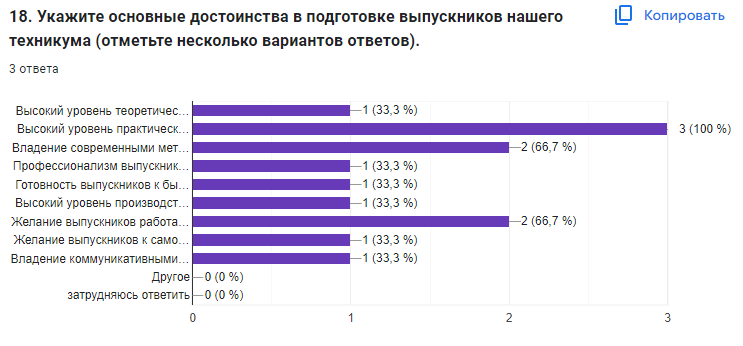 18. Укажите основные достоинства в подготовке выпускников нашего
техникума (отметьте несколько вариантов ответов).
Копировать
3 ответа
Высокий уровень теоретичес… 1 (33,3 %)
Высокий уровень практическ… 3 (100 %)
Владение современными мет… 2 (66,7 %)
Профессионализм выпускник… 1 (33,3 %)
Готовность выпускников к бы… 1 (33,3 %)
Высокий уровень производст… 1 (33,3 %)
Желание выпускников работа… 2 (66,7 %)
Желание выпускников к само… 1 (33,3 %)
Владение коммуникативными… 1 (33,3 %)
Другое 0 (0 %)
затрудняюсь ответить 0 (0 %)
0 1 2 3